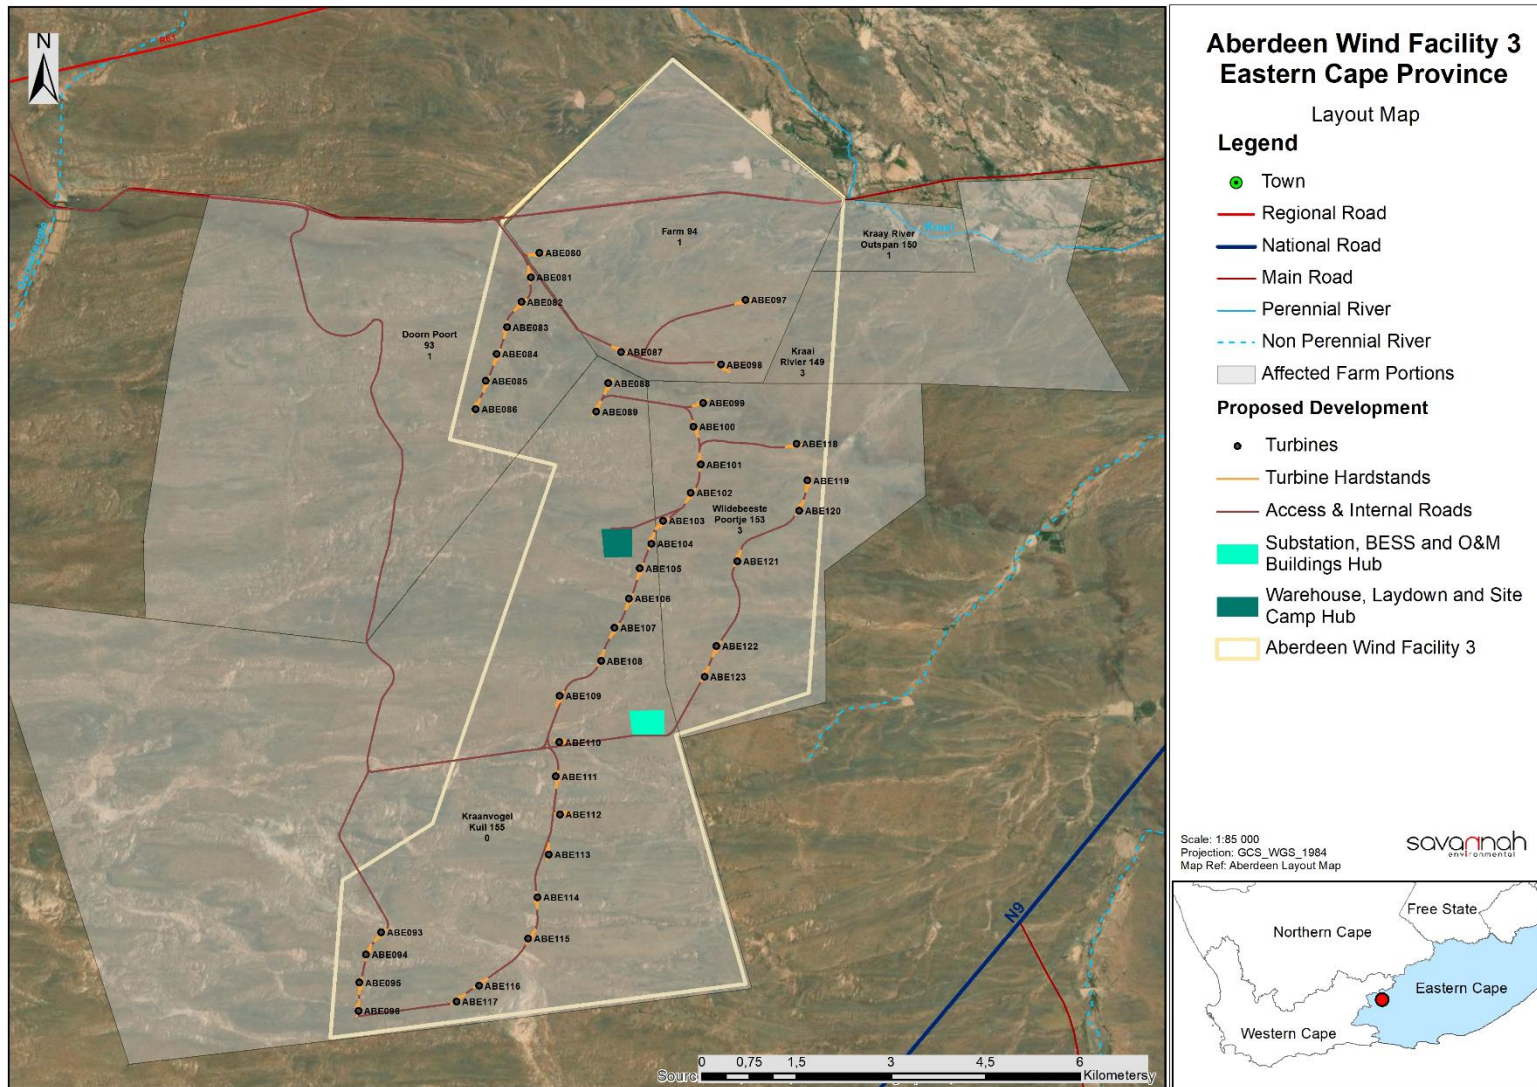 N
R61
Farm 94
1
Kraay River
Outspan 150
1
Kraai
ABE080
ABE081
ABE082
ABE083
ABE084
ABE085
ABE086
ABE097
ABE087
ABE098
Doorn Poort
93
1
Kraai
Rivier 149
3
ABE088
ABE089
ABE099
ABE100
ABE118
ABE101
ABE119
ABE102
Wildebeeste
Poortje 153
3
ABE120
ABE103
ABE104
ABE121
ABE105
ABE106
ABE107
ABE122
ABE108
ABE123
ABE109
ABE110
ABE111
Kraanvogel
Kuil 155
0
ABE112
ABE113
ABE114
ABE093
ABE115
ABE094
ABE095
ABE116
ABE117
ABE096
N9
0 0,75 1,5 3 4,5 6
Kilometersy
Aberdeen Wind Facility 3
Eastern Cape Province
Layout Map
Legend
Town
Regional Road
National Road
Main Road
Perennial River
Non Perennial River
Affected Farm Portions
Proposed Development
Turbines
Turbine Hardstands
Access & Internal Roads
Substation, BESS and O&M
Buildings Hub
Warehouse, Laydown and Site
Camp Hub
Aberdeen Wind Facility 3
Scale: 1:85 000
Projection: GCS_WGS_1984
Map Ref: Aberdeen Layout Map
savannah
environmental
Free State
Northern Cape
Eastern Cape
Western Cape